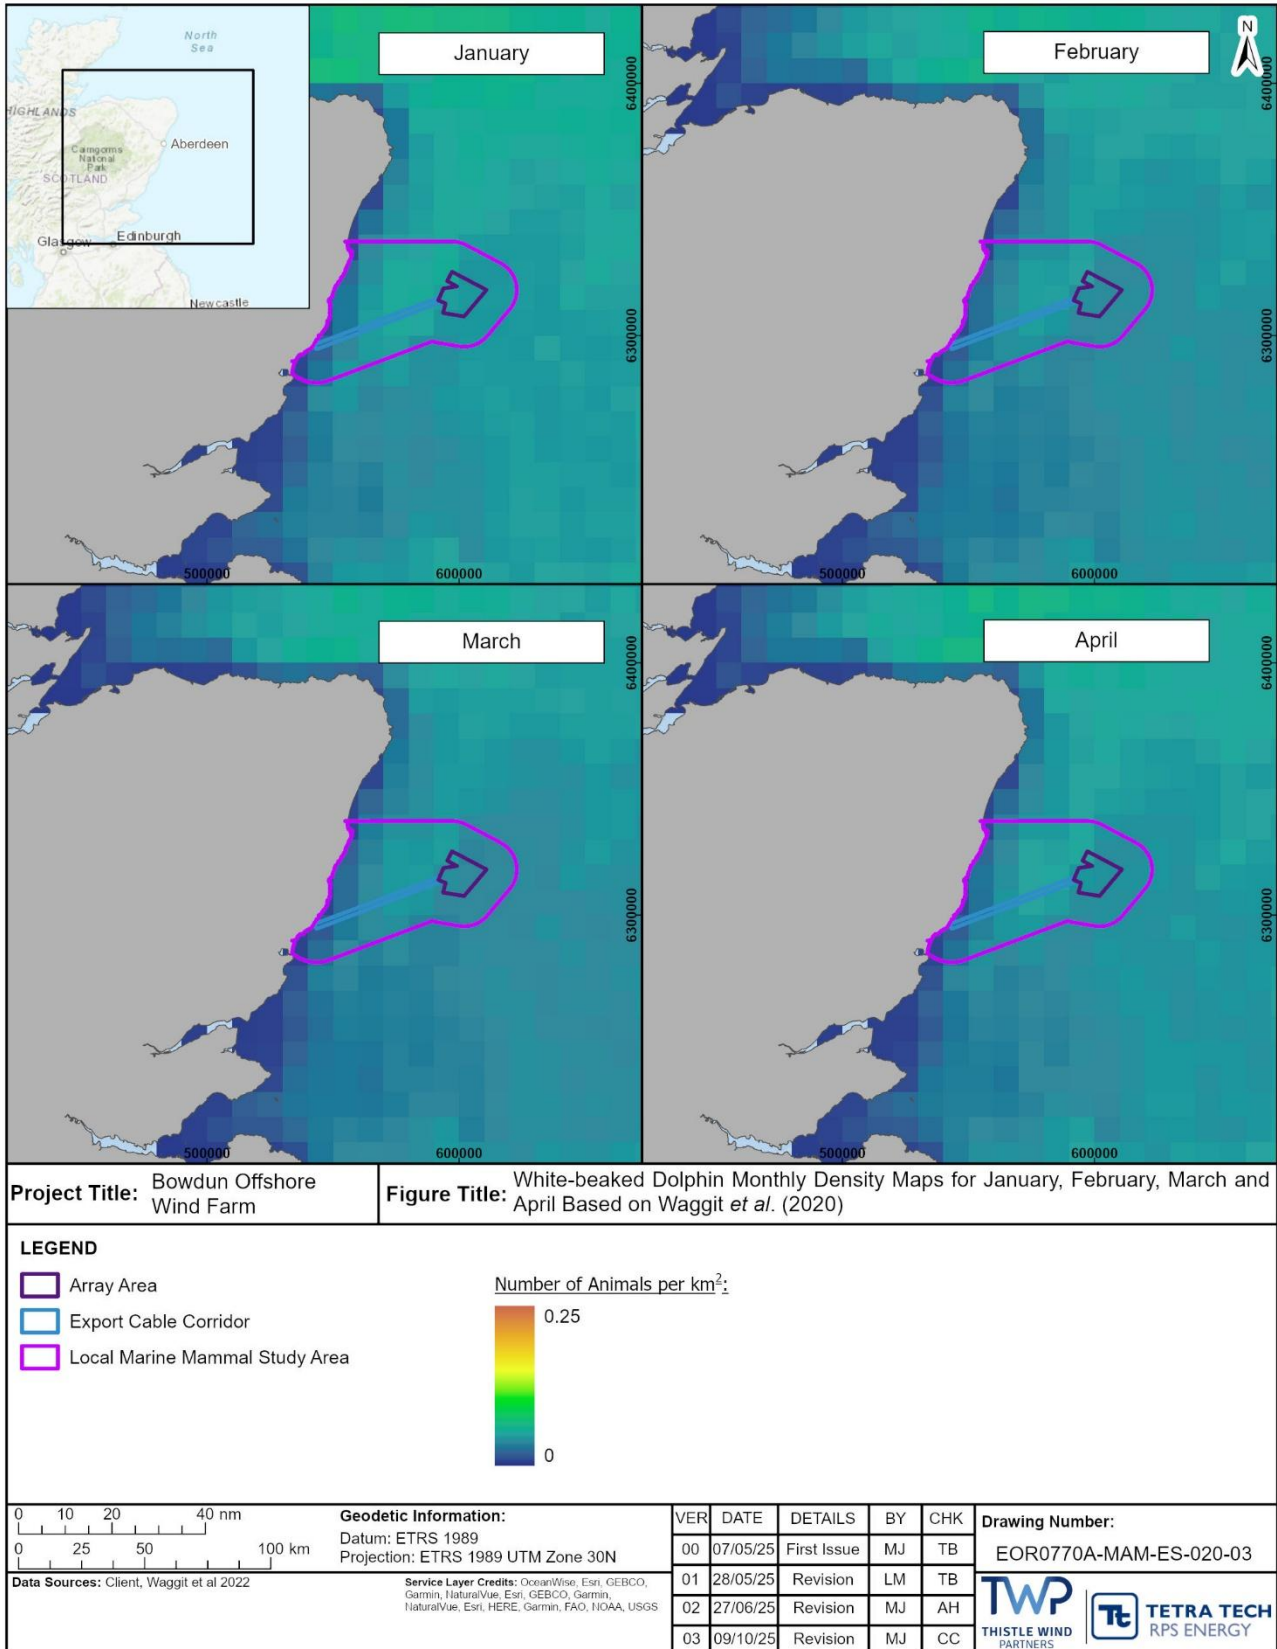 North
Sea
HIGHLANDS
Cairngorms
National
Park
SCOTLAND
Aberdeen
Glasgow
Edinburgh
Newcastle
January
February
N
6400000
6300000
6400000
6300000
500000
600000
500000
600000
March
April
6400000
6300000
6400000
6300000
500000
600000
500000
600000
Project Title: Bowdun Offshore
Wind Farm
Figure Title: White-beaked Dolphin Monthly Density Maps for January, February, March and
April Based on Waggit et al. (2020)
LEGEND
Array Area
Export Cable Corridor
Local Marine Mammal Study Area
Number of Animals per km²:
0.25
0
0 10 20 40 nm
0 25 50 100 km
Geodetic Information:
Datum: ETRS 1989
Projection: ETRS 1989 UTM Zone 30N
Data Sources: Client, Waggit et al 2022
Service Layer Credits: OceanWise, Esri, GEBCO,
Garmin, NaturalVue, Esri, GEBCO, Garmin,
NaturalVue, Esri, HERE, Garmin, FAO, NOAA, USGS
VER DATE DETAILS BY CHK
00 07/05/25 First Issue MJ TB
01 28/05/25 Revision LM TB
02 27/06/25 Revision MJ AH
03 09/10/25 Revision MJ CC
Drawing Number:
EOR0770A-MAM-ES-020-03
TWP
THISTLE WIND
PARTNERS
Tt
TETRA TECH
RPS ENERGY